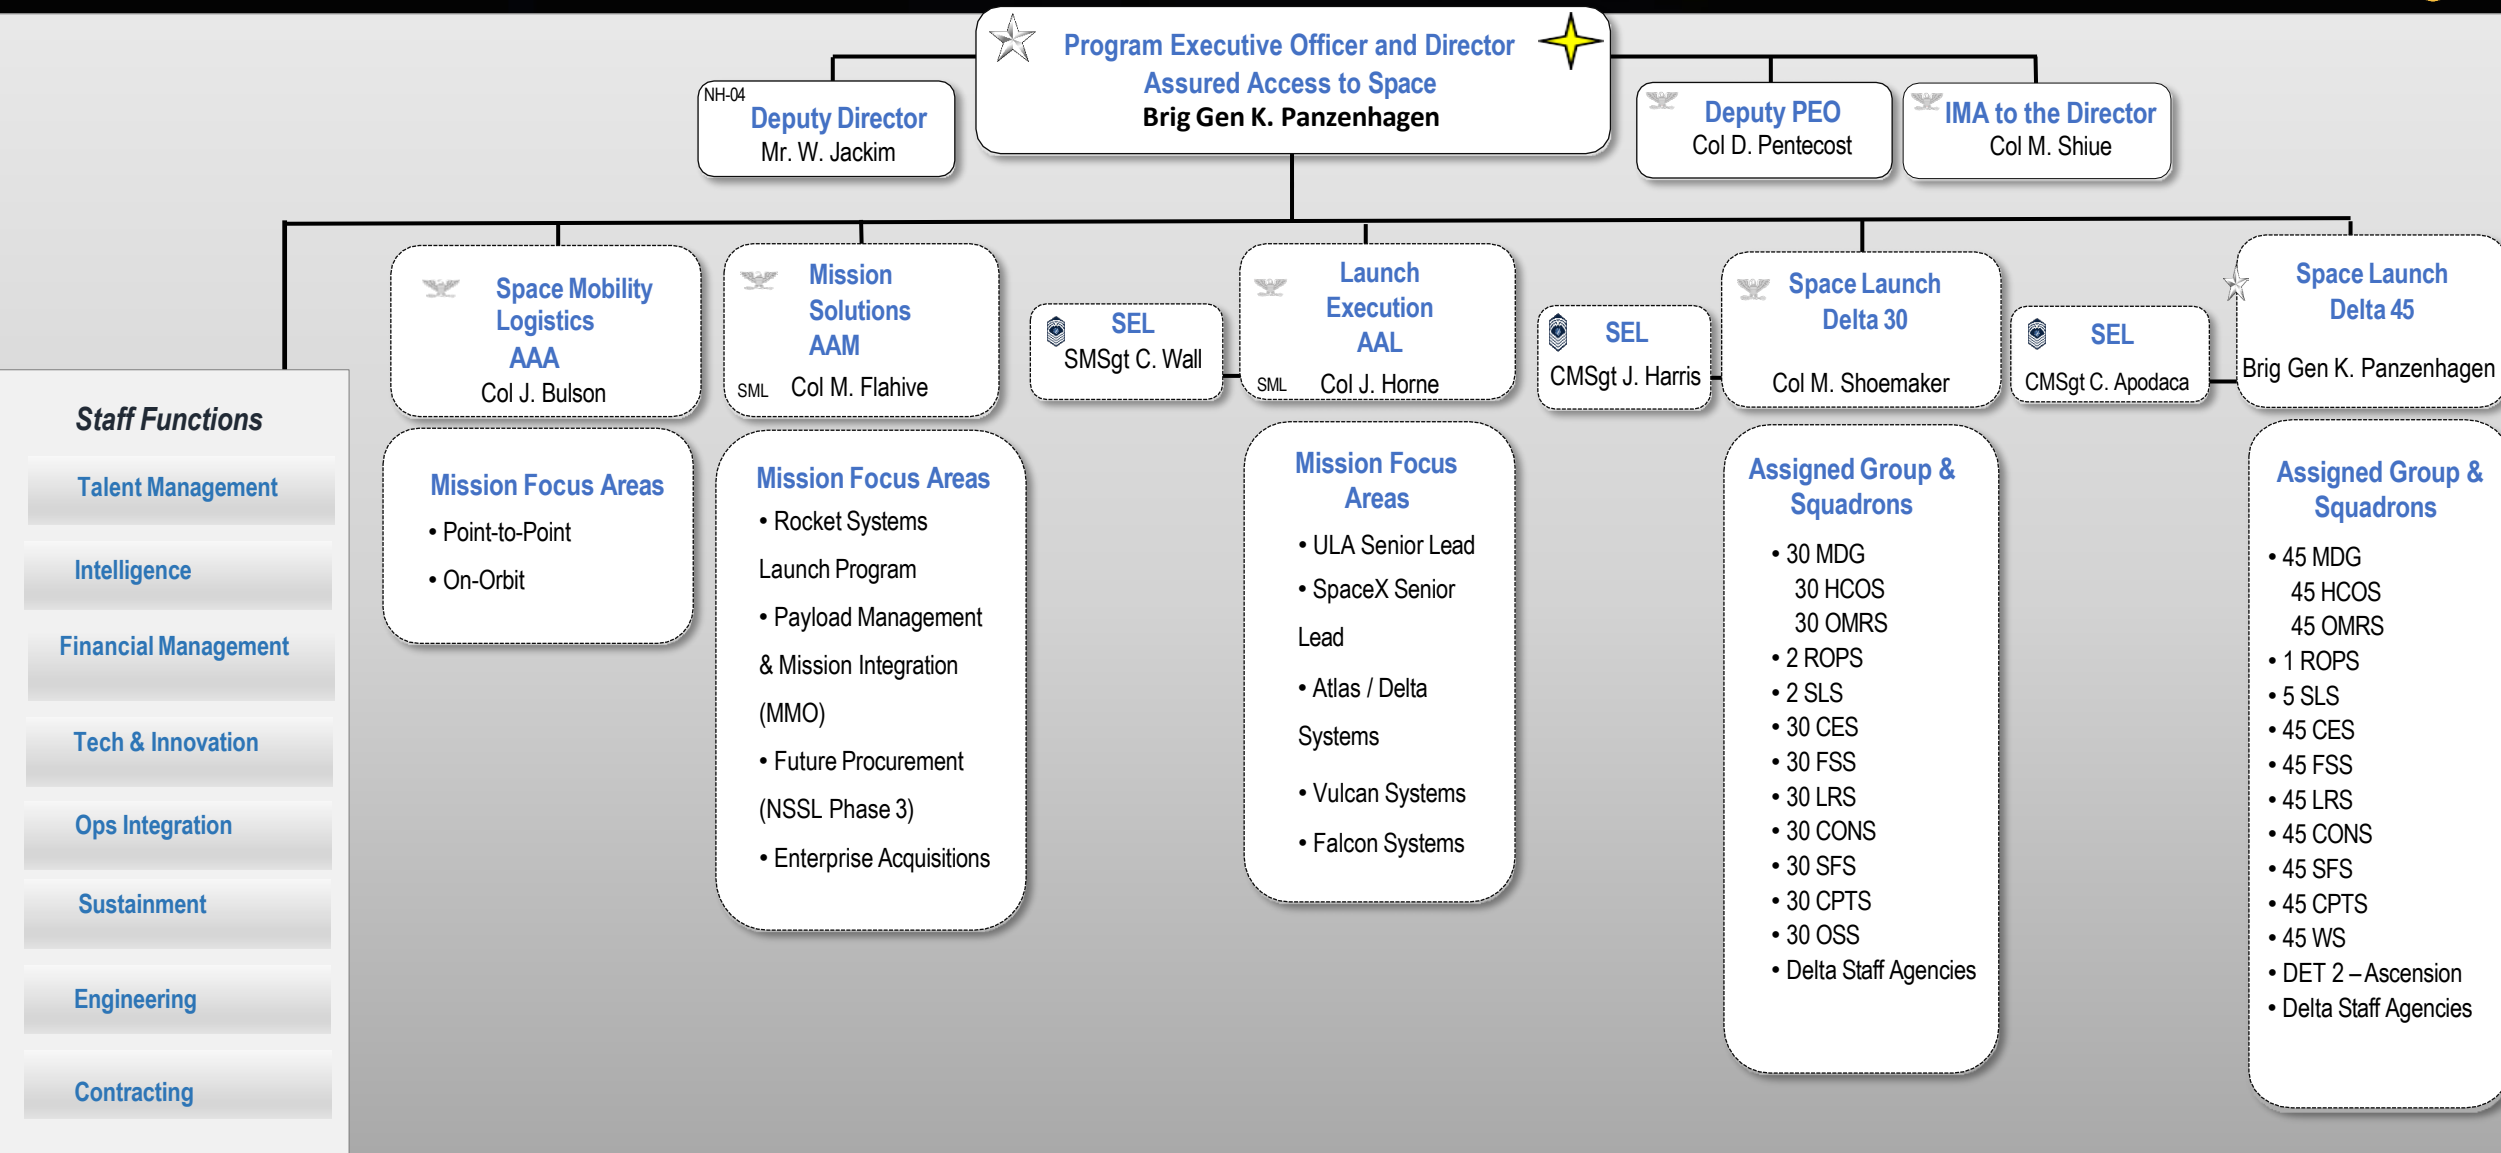 Program Executive Officer and Director
Assured Access to Space
Brig Gen K. Panzenhagen
NH-04
Deputy Director
Mr. W. Jackim
Deputy PEO
Col D. Pentecost
IMA to the Director
Col M. Shiue
Staff Functions
Talent Management
Intelligence
Financial Management
Tech & Innovation
Ops Integration
Sustainment
Engineering
Contracting
Space Mobility
Logistics
AAA
Col J. Bulson
Mission Focus Areas
• Point-to-Point
• On-Orbit
Mission
Solutions
AAM
SML Col M. Flahive
Mission Focus Areas
• Rocket Systems
Launch Program
• Payload Management
& Mission Integration
(MMO)
• Future Procurement
(NSSL Phase 3)
• Enterprise Acquisitions
SEL
SMSgt C. Wall
Launch
Execution
AAL
SML Col J. Horne
Mission Focus
Areas
• ULA Senior Lead
• SpaceX Senior
Lead
• Atlas / Delta
Systems
• Vulcan Systems
• Falcon Systems
SEL
CMSgt J. Harris
Space Launch
Delta 30
Col M. Shoemaker
Assigned Group &
Squadrons
• 30 MDG
30 HCOS
30 OMRS
• 2 ROPS
• 2 SLS
• 30 CES
• 30 FSS
• 30 LRS
• 30 CONS
• 30 SFS
• 30 CPTS
• 30 OSS
• Delta Staff Agencies
SEL
CMSgt C. Apodaca
Space Launch
Delta 45
Brig Gen K. Panzenhagen
Assigned Group &
Squadrons
• 45 MDG
45 HCOS
45 OMRS
• 1 ROPS
• 5 SLS
• 45 CES
• 45 FSS
• 45 LRS
• 45 CONS
• 45 SFS
• 45 CPTS
• 45 WS
• DET 2 – Ascension
• Delta Staff Agencies